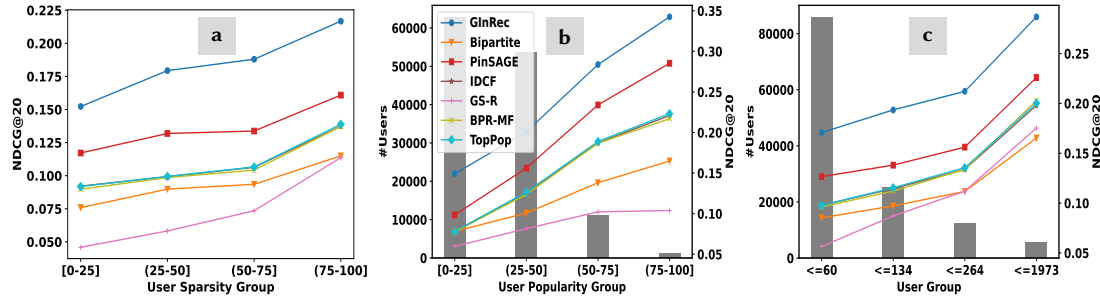 a
0.225
0.200
0.175
0.150
0.125
0.100
0.075
0.050
NDCG@20
[0-25]
(25-50]
(50-75]
(75-100]
User Sparsity Group
b
60000
50000
40000
30000
20000
10000
0
#Users
GInRec
Bipartite
PinSAGE
IDCF
GS-R
BPR-MF
TopPop
0.35
0.30
0.25
0.20
0.15
0.10
0.05
NDCG@20
[0-25]
(25-50]
(50-75]
(75-100]
User Popularity Group
c
80000
60000
40000
20000
0
#Users
0.25
0.20
0.15
0.10
0.05
NDCG@20
<=60
<=134
<=264
<=1973
User Group